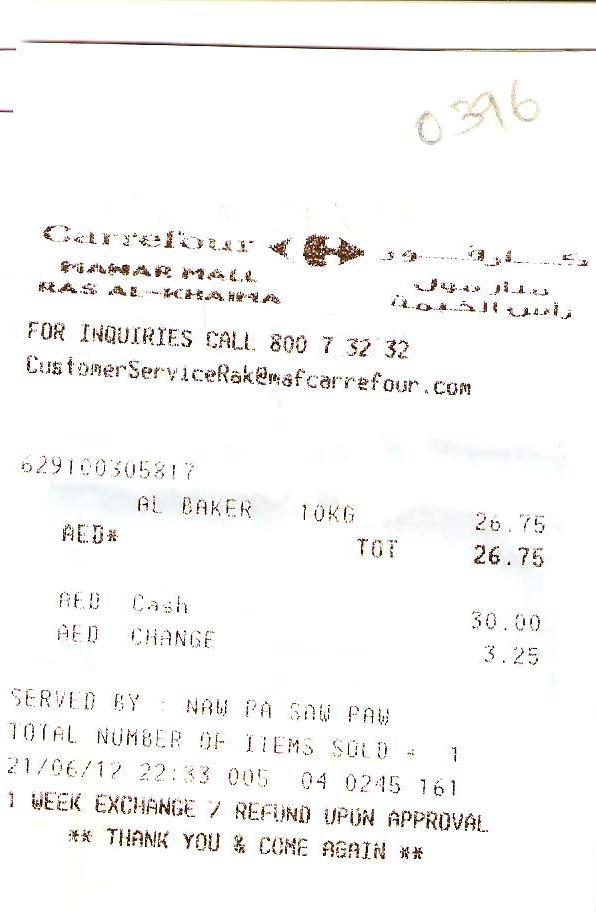 0396
Carrefour كارفور
MANAR MALL منار مول
RAS AL-KHAIMA رأس الخيمة
FOR INQUIRIES CALL 800 7 32 32
CustomerServiceRak@mafcarrefour.com
629100305817
AL BAKER 10KG 26.75
AED* TOT 26.75
AED Cash 30.00
AED CHANGE 3.25
SERVED BY : NAW PA SAW PAW
TOTAL NUMBER OF ITEMS SOLD = 1
21/06/12 22:33 005 04 0245 161
1 WEEK EXCHANGE / REFUND UPON APPROVAL
** THANK YOU & COME AGAIN **